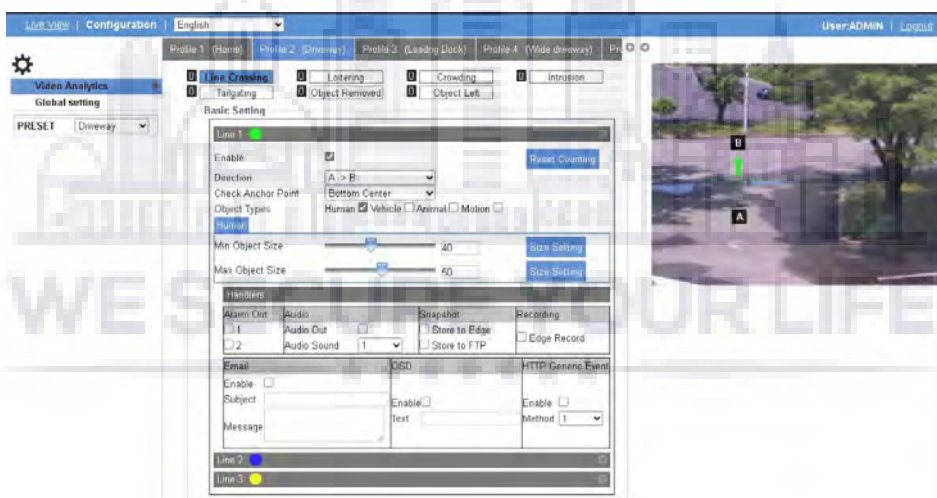 Live View | Configuration | English
User:ADMIN | Logout
Profile 1 (Home) Profile 2 (Driveway) Profile 3 (Loading Dock) Profile 4 (Wide driveway)
Video Analytics
Global setting
PRESET Driveway
0 Line Crossing 0 Loitering 0 Crowding 0 Intrusion
0 Tailgating 0 Object Removed 0 Object Left
Basic Setting
Line 1
Enable
Reset Counting
Direction A -> B
Check Anchor Point Bottom Center
Object Types Human Vehicle Animal Motion
Human
Min Object Size 40 Size Setting
Max Object Size 50 Size Setting
Handlers
Alarm Out Audio Snapshot Recording
1 Audio Out Store to Edge Edge Record
2 Audio Sound 1 Store to FTP
Email OSD HTTP Generic Event
Enable
Subject
Message
Enable
Text
Enable
Method 1
Line 2
Line 3
B
A
WE SECURE YOUR LIFE